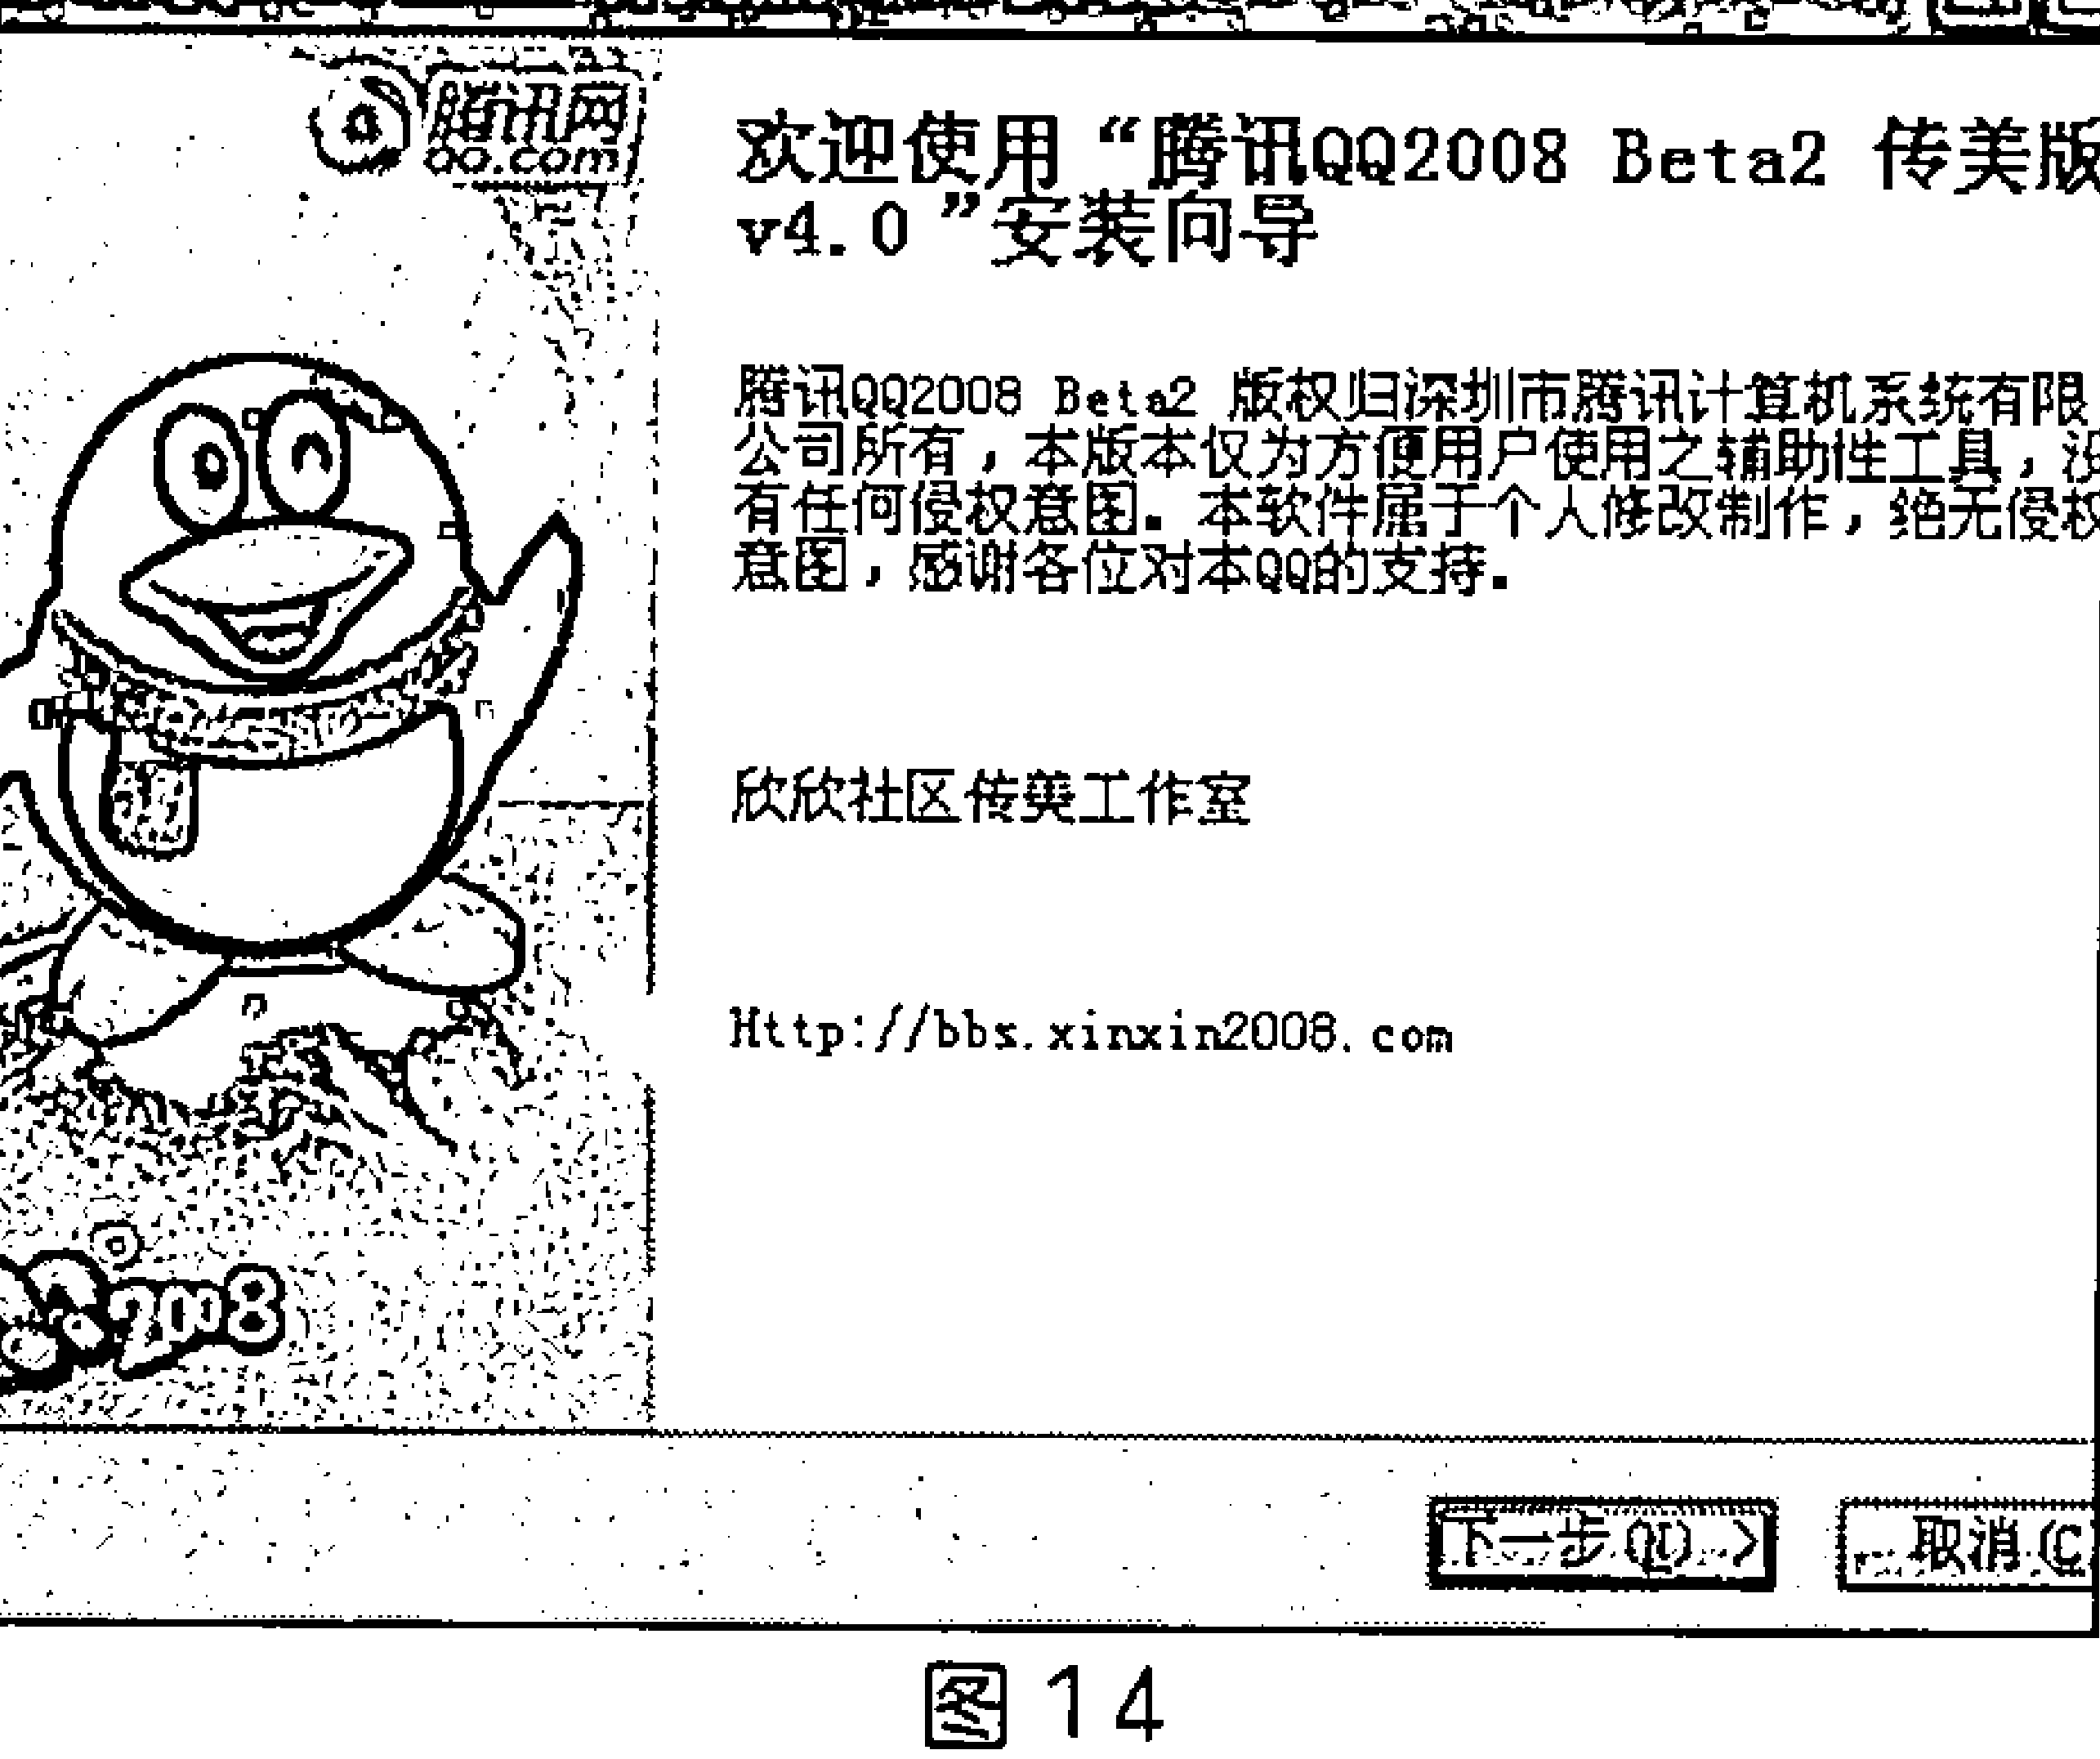 腾讯网
QQ.com
欢迎使用“腾讯QQ2008 Beta2 传美版
v4.0”安装向导
腾讯QQ2008 Beta2 版权归深圳市腾讯计算机系统有限
公司所有，本版本仅为方便用户使用之辅助性工具，没
有任何侵权意图。本软件属于个人修改制作，绝无侵权
意图，感谢各位对本QQ的支持。
欣欣社区传美工作室
Http://bbs.xinxin2008.com
2008
下一步(N) >
取消(C
图14